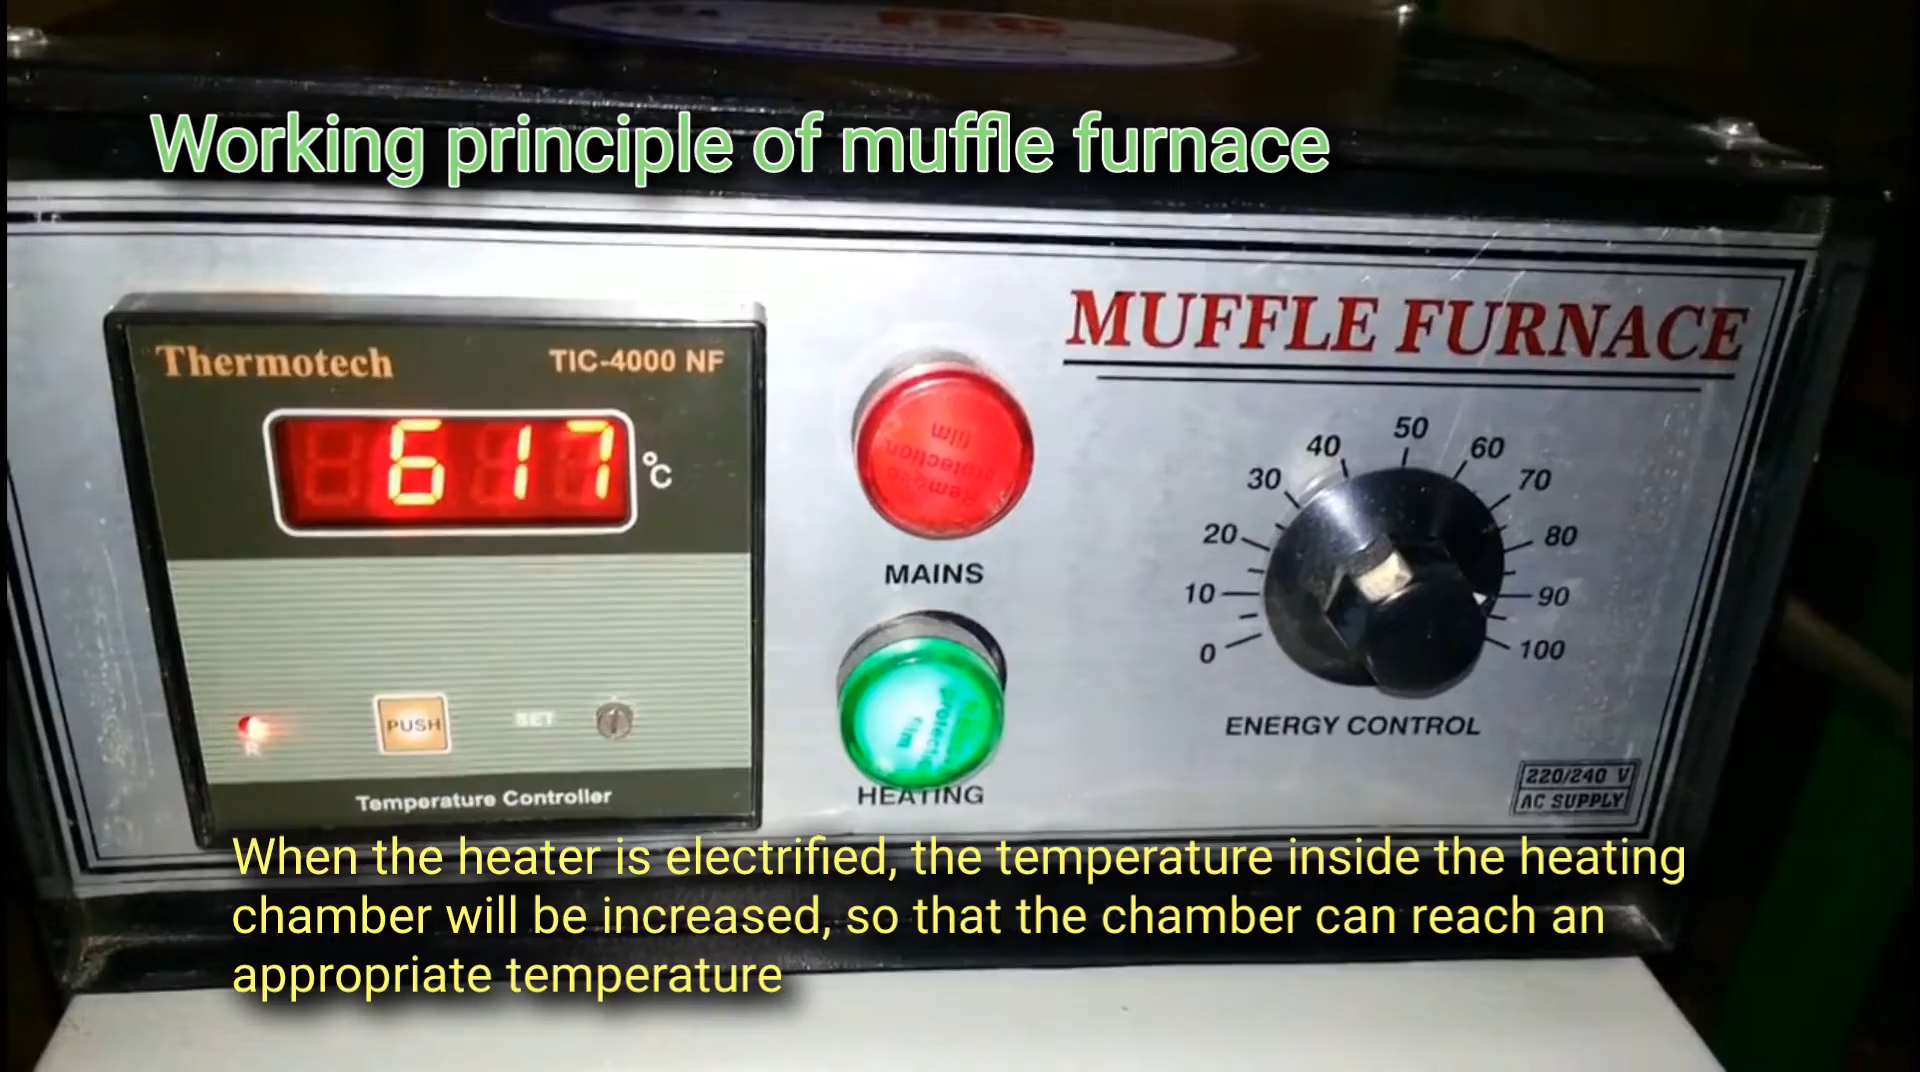 Working principle of muffle furnace
MUFFLE FURNACE
Thermotech
TIC-4000 NF
617
°C
Remove
protection
film
MAINS
0
10
20
30
40
50
60
70
80
90
100
ENERGY CONTROL
220/240 V
AC SUPPLY
R
PUSH
SET
HEATING
Temperature Controller
When the heater is electrified, the temperature inside the heating
chamber will be increased, so that the chamber can reach an
appropriate temperature